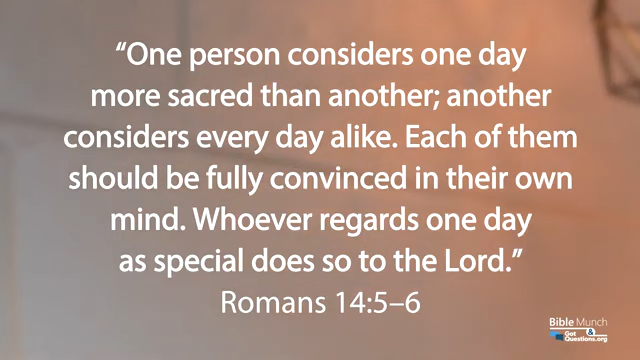 “One person considers one day
more sacred than another; another
considers every day alike. Each of them
should be fully convinced in their own
mind. Whoever regards one day
as special does so to the Lord.”
Romans 14:5–6
Bible Munch
&
Got
Questions.org